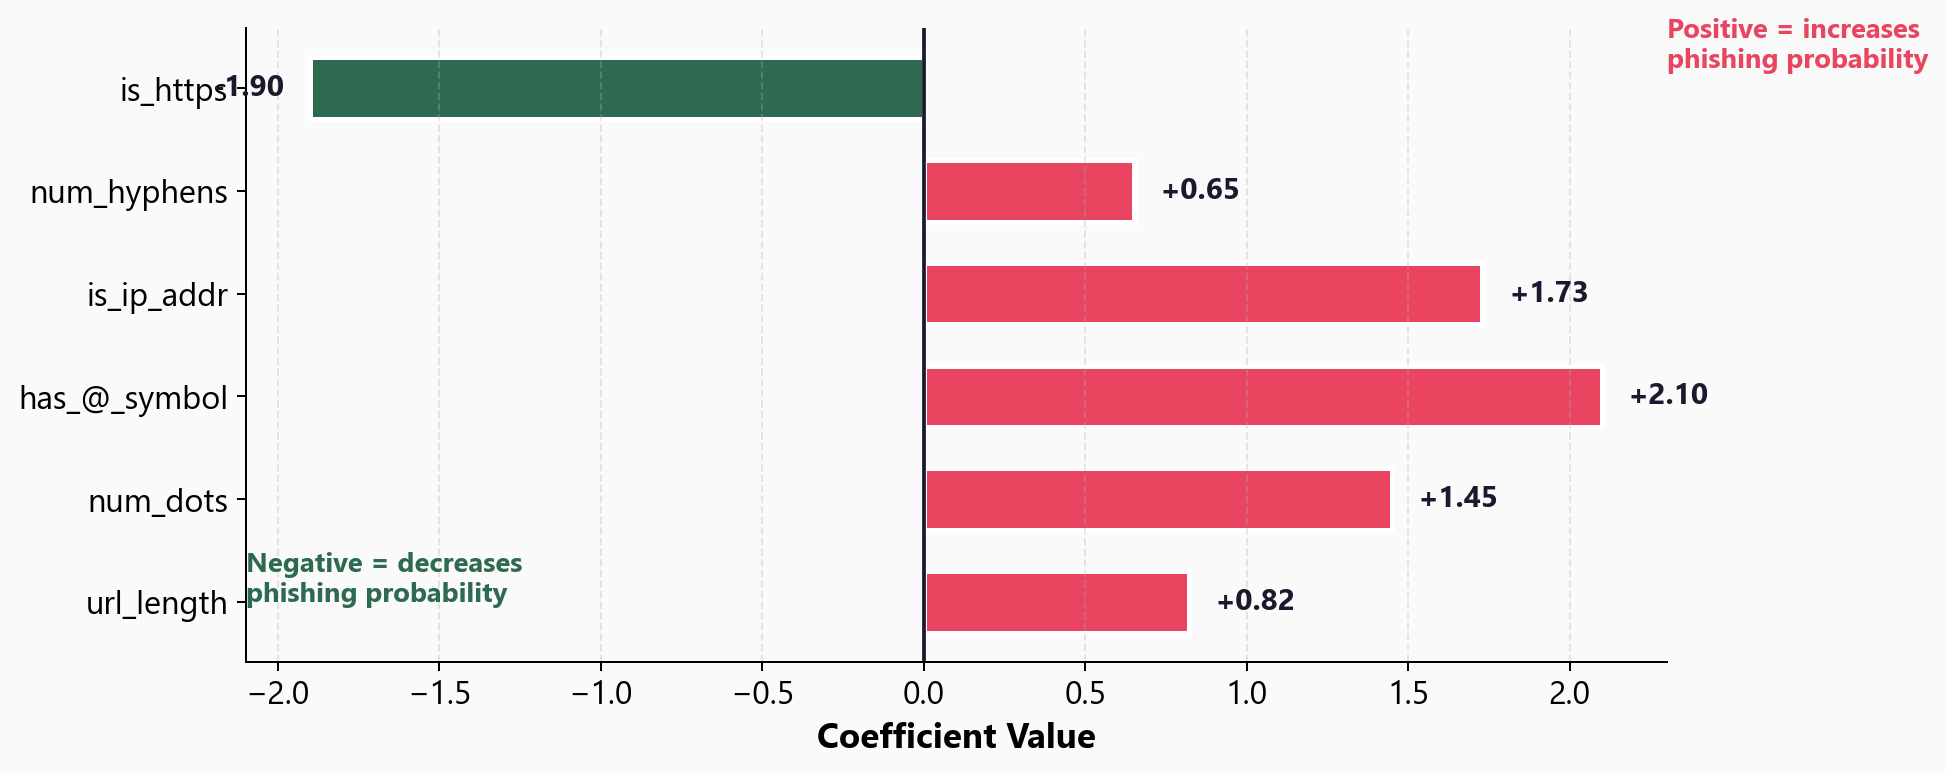 Positive = increases
phishing probability
is_https
-1.90
num_hyphens
+0.65
is_ip_addr
+1.73
has_@_symbol
+2.10
num_dots
+1.45
Negative = decreases
phishing probability
url_length
+0.82
−2.0 −1.5 −1.0 −0.5 0.0 0.5 1.0 1.5 2.0
Coefficient Value